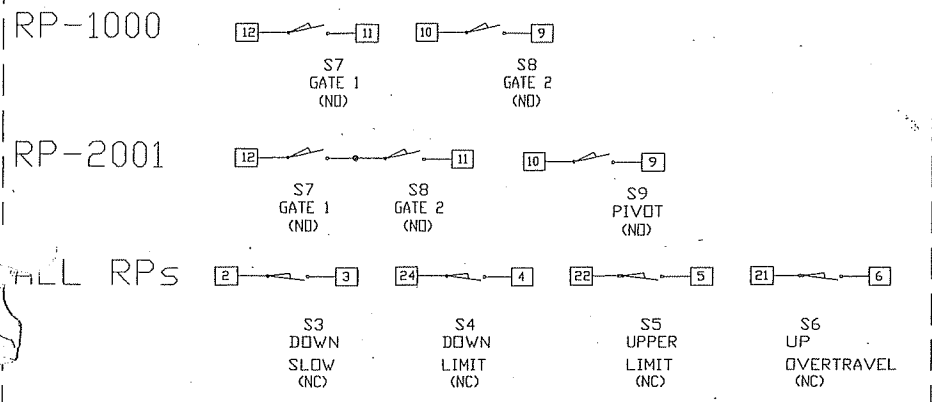 RP-1000 12 11 10 9
S7 S8
GATE 1 GATE 2
(NO) (NO)
RP-2001 12 11 10 9
S7 S8 S9
GATE 1 GATE 2 PIVOT
(NO) (NO) (NO)
ALL RPs 2 3 24 4 22 5 21 6
S3 S4 S5 S6
DOWN DOWN UPPER UP
SLOW LIMIT LIMIT OVERTRAVEL
(NC) (NC) (NC) (NC)